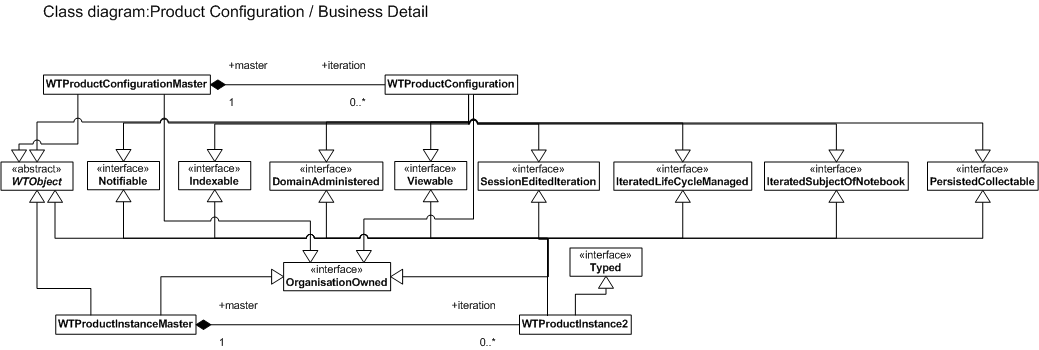 Class diagram:Product Configuration / Business Detail
+master
+iteration
WTProductConfigurationMaster
WTProductConfiguration
1
0..*
«abstract»
WTObject
«interface»
Notifiable
«interface»
Indexable
«interface»
DomainAdministered
«interface»
Viewable
«interface»
SessionEditedIteration
«interface»
IteratedLifeCycleManaged
«interface»
IteratedSubjectOfNotebook
«interface»
PersistedCollectable
«interface»
OrganisationOwned
«interface»
Typed
+master
+iteration
WTProductInstanceMaster
WTProductInstance2
1
0..*